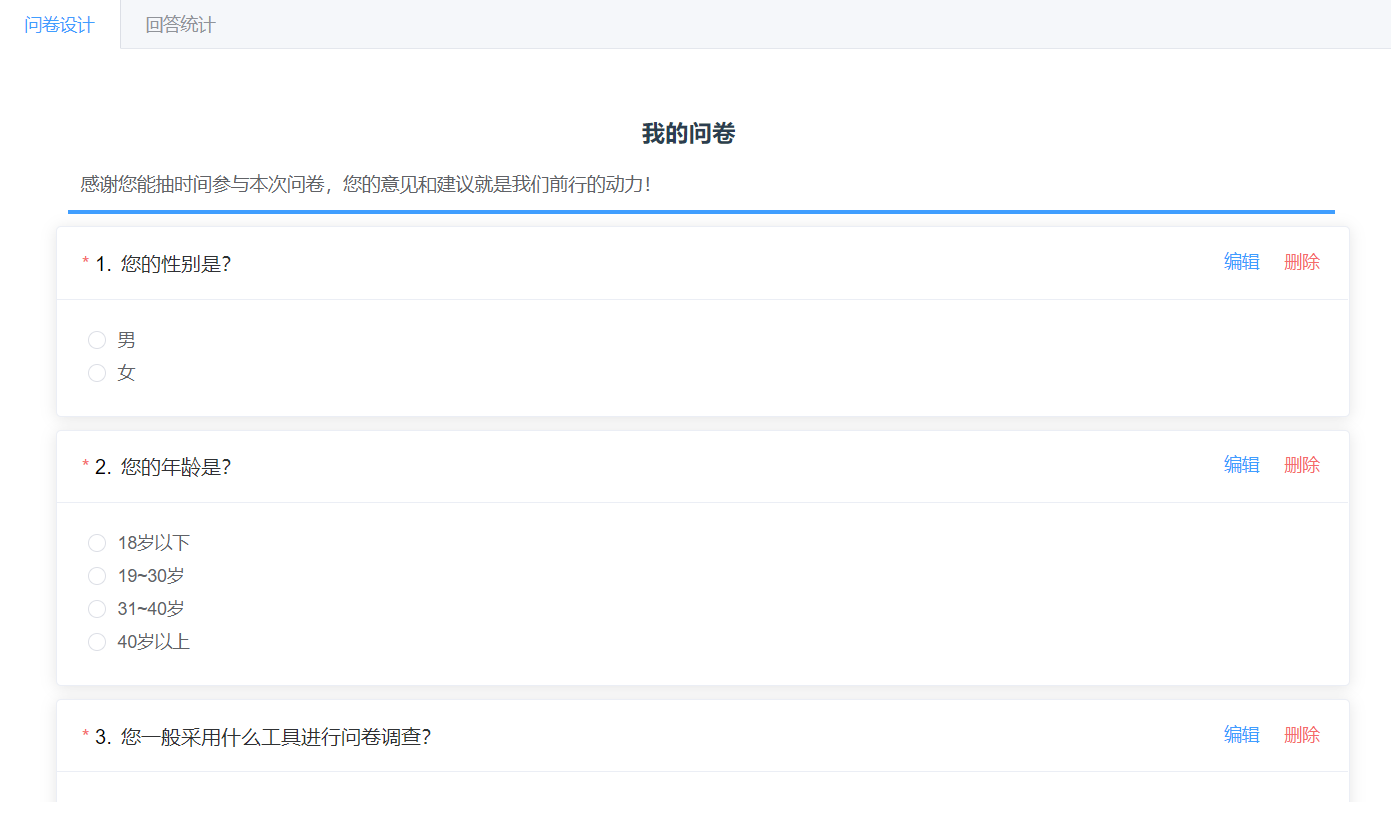 问卷设计 回答统计
我的问卷
感谢您能抽时间参与本次问卷，您的意见和建议就是我们前行的动力！
* 1. 您的性别是？ 编辑 删除
男
女
* 2. 您的年龄是？ 编辑 删除
18岁以下
19~30岁
31~40岁
40岁以上
* 3. 您一般采用什么工具进行问卷调查？ 编辑 删除